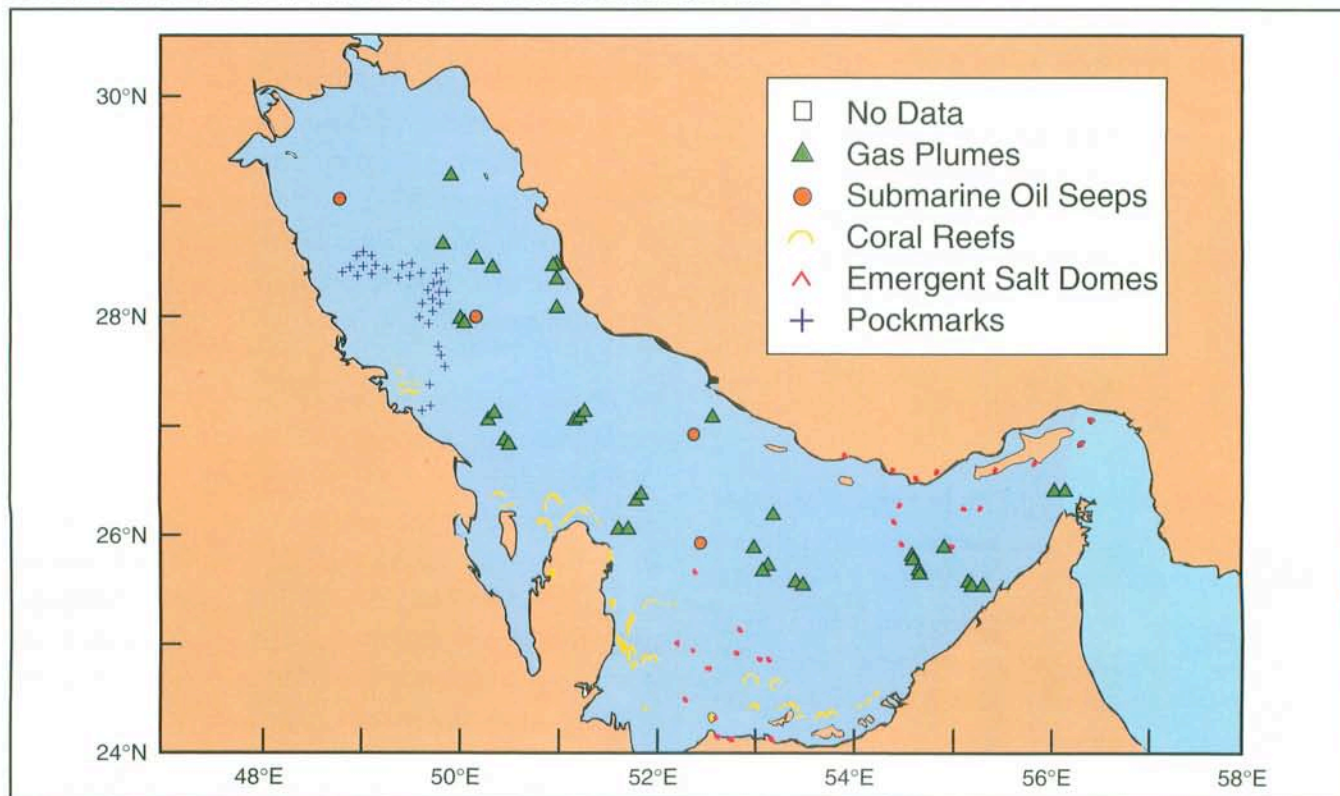 30°N
28°N
26°N
24°N
48°E
50°E
52°E
54°E
56°E
58°E
No Data
Gas Plumes
Submarine Oil Seeps
Coral Reefs
Emergent Salt Domes
Pockmarks